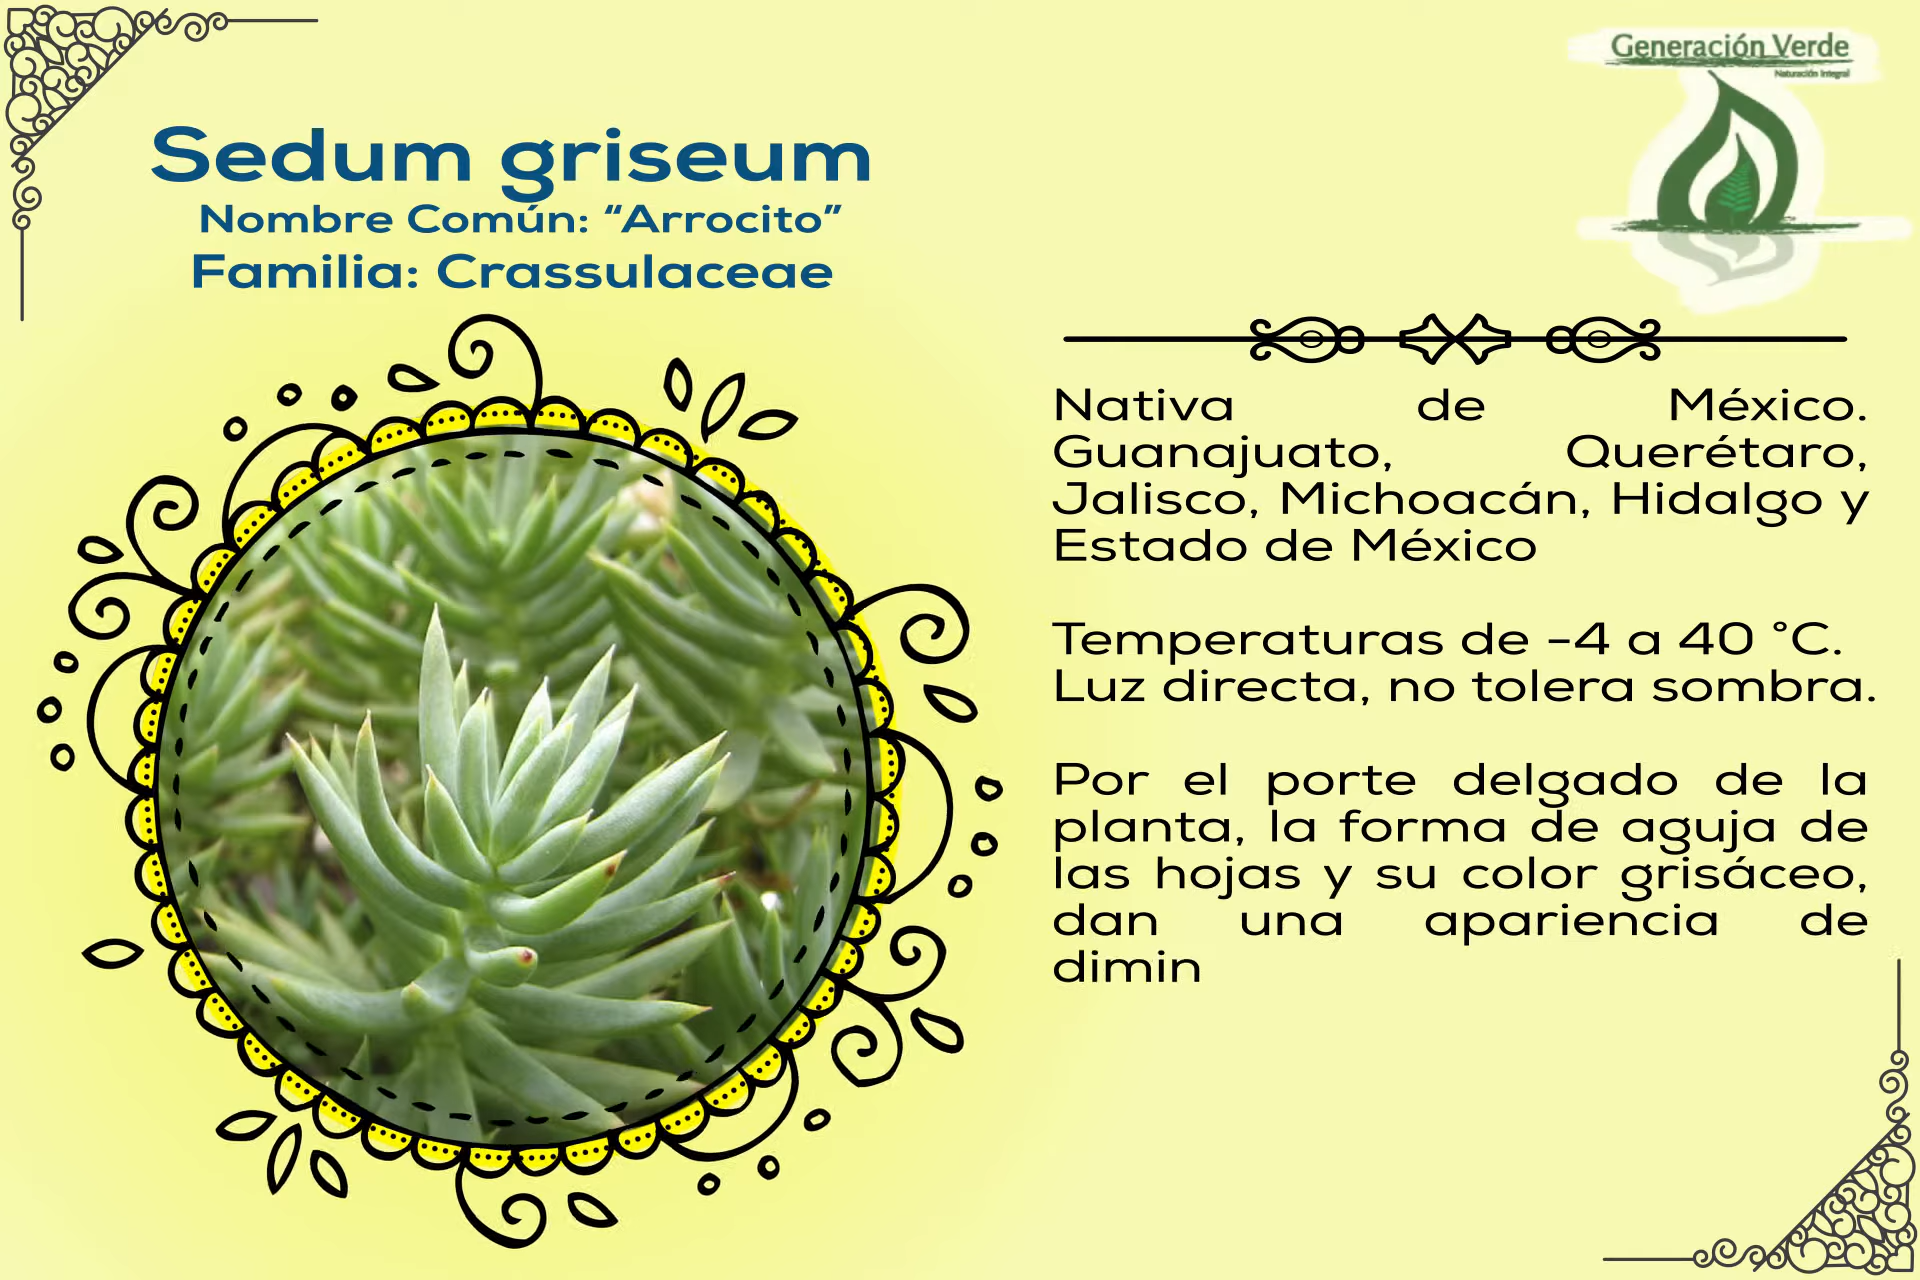 Generación Verde
Naturación Integral
Sedum griseum
Nombre Común: “Arrocito”
Familia: Crassulaceae
Nativa de México.
Guanajuato, Querétaro,
Jalisco, Michoacán, Hidalgo y
Estado de México
Temperaturas de -4 a 40 °C.
Luz directa, no tolera sombra.
Por el porte delgado de la
planta, la forma de aguja de
las hojas y su color grisáceo,
dan una apariencia de
dimin